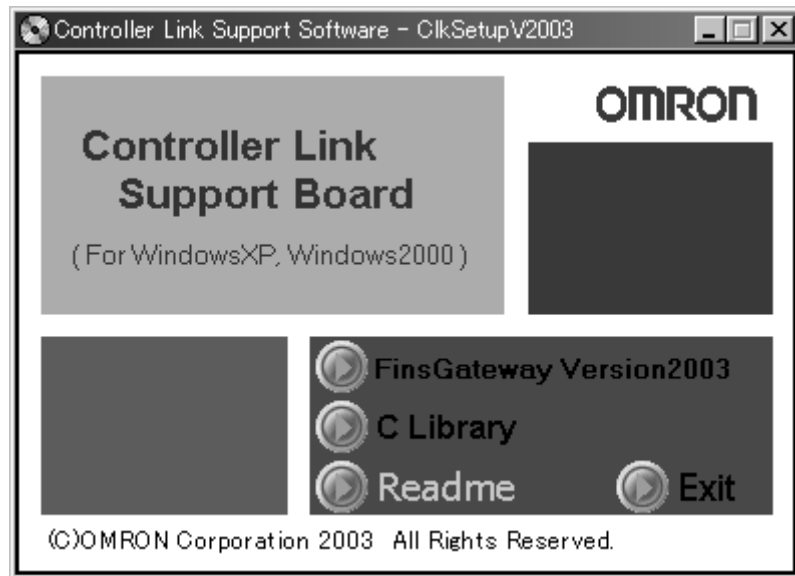 Controller Link Support Software - ClkSetupV2003
OMRON
Controller Link
Support Board
( For WindowsXP, Windows2000 )
FinsGateway Version2003
C Library
Readme
Exit
(C)OMRON Corporation 2003 All Rights Reserved.